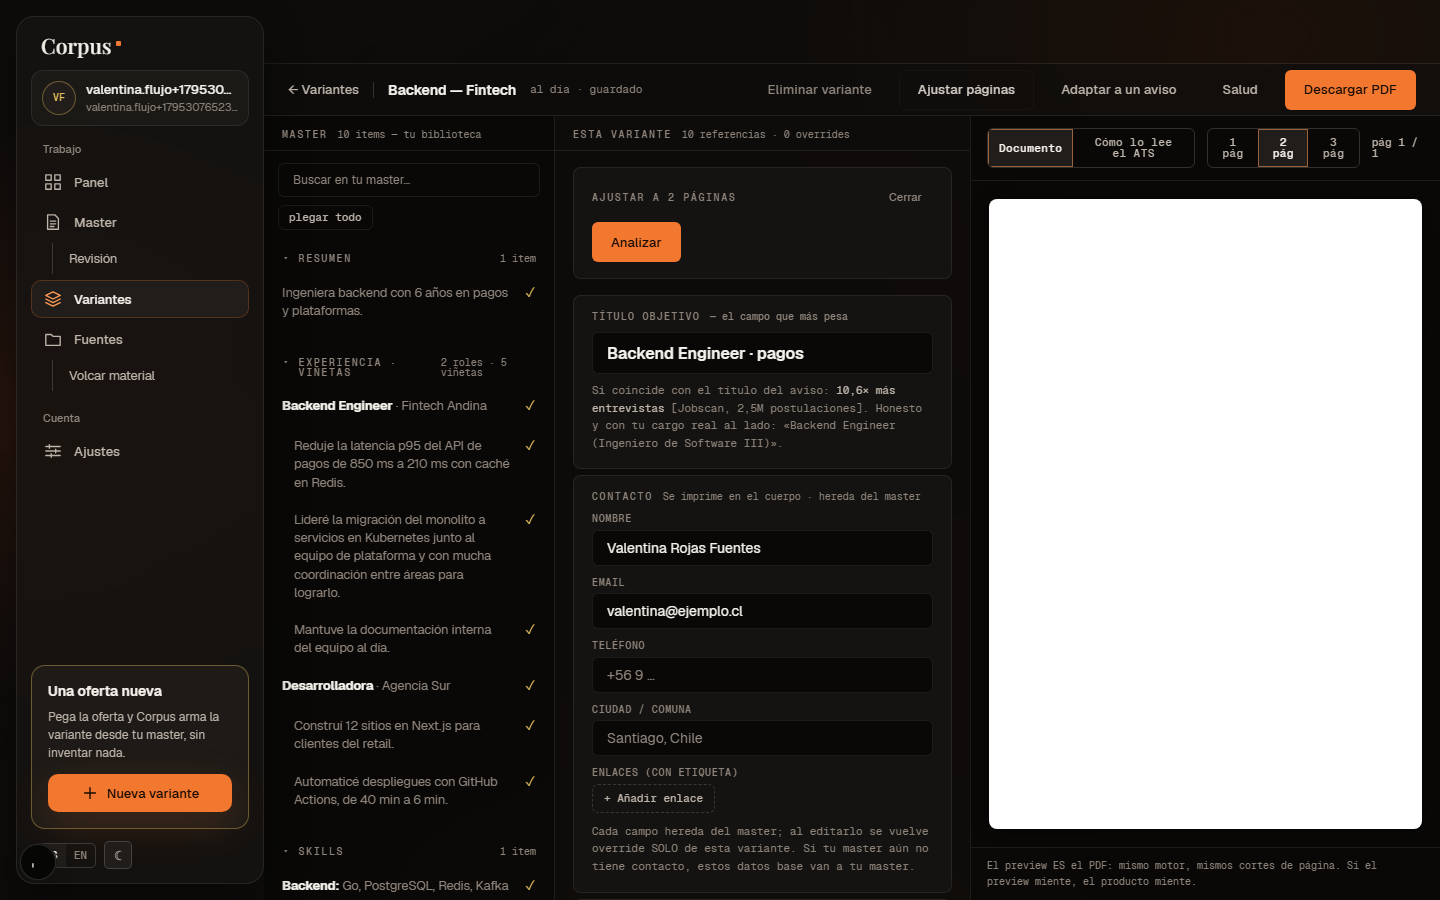 Corpus
VF
valentina.flujo+179530...
valentina.flujo+17953076523...
Trabajo
Panel
Master
Revisión
Variantes
Fuentes
Volcar material
Cuenta
Ajustes
Una oferta nueva
Pega la oferta y Corpus arma la
variante desde tu master, sin
inventar nada.
+ Nueva variante
EN
← Variantes
Backend — Fintech
al día · guardado
Eliminar variante
Ajustar páginas
Adaptar a un aviso
Salud
Descargar PDF
MASTER 10 items — tu biblioteca
Buscar en tu master...
plegar todo
RESUMEN
1 item
Ingeniera backend con 6 años en pagos
y plataformas.
EXPERIENCIA ·
VIÑETAS
2 roles · 5
viñetas
Backend Engineer · Fintech Andina
Reduje la latencia p95 del API de
pagos de 850 ms a 210 ms con caché
en Redis.
Lideré la migración del monolito a
servicios en Kubernetes junto al
equipo de plataforma y con mucha
coordinación entre áreas para
lograrlo.
Mantuve la documentación interna
del equipo al día.
Desarrolladora · Agencia Sur
Construí 12 sitios en Next.js para
clientes del retail.
Automaticé despliegues con GitHub
Actions, de 40 min a 6 min.
SKILLS
1 item
Backend: Go, PostgreSQL, Redis, Kafka
ESTA VARIANTE 10 referencias · 0 overrides
AJUSTAR A 2 PÁGINAS
Cerrar
Analizar
TÍTULO OBJETIVO — el campo que más pesa
Backend Engineer · pagos
Si coincide con el título del aviso: 10,6× más
entrevistas [Jobscan, 2,5M postulaciones]. Honesto
y con tu cargo real al lado: «Backend Engineer
(Ingeniero de Software III)».
CONTACTO Se imprime en el cuerpo · hereda del master
NOMBRE
Valentina Rojas Fuentes
EMAIL
valentina@ejemplo.cl
TELÉFONO
+56 9 ...
CIUDAD / COMUNA
Santiago, Chile
ENLACES (CON ETIQUETA)
+ Añadir enlace
Cada campo hereda del master; al editarlo se vuelve
override SOLO de esta variante. Si tu master aún no
tiene contacto, estos datos base van a tu master.
Documento
Cómo lo lee
el ATS
1
pág
2
pág
3
pág
pág 1 /
1
El preview ES el PDF: mismo motor, mismos cortes de página. Si el
preview miente, el producto miente.